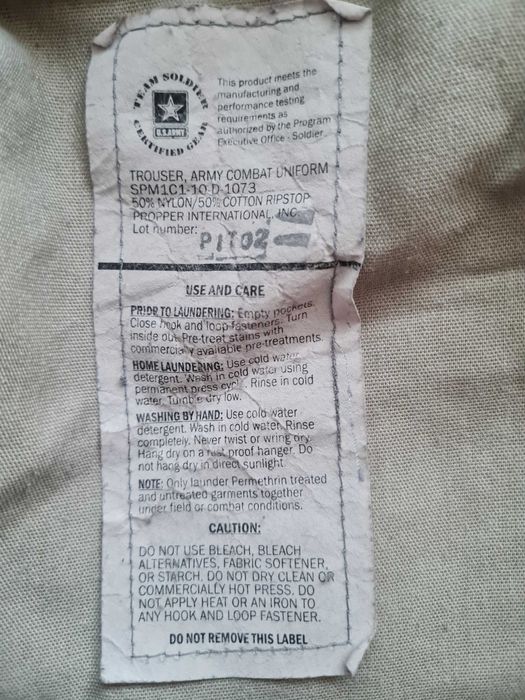 TEAM SOLDIER
U.S.ARMY
CERTIFIED GEAR
This product meets the
manufacturing and
performance testing
requirements as
authorized by the Program
Executive Office - Soldier.
TROUSER, ARMY COMBAT UNIFORM
SPM1C1-10-D-1073
50% NYLON/50% COTTON RIPSTOP
PROPPER INTERNATIONAL, INC.
Lot number:
PIT02
USE AND CARE
PRIOR TO LAUNDERING: Empty pockets.
Close hook and loop fasteners. Turn
inside out. Pre-treat stains with
commercially available pre-treatments.
HOME LAUNDERING: Use cold water
detergent. Wash in cold water using
permanent press cycle. Rinse in cold
water. Tumble dry low.
WASHING BY HAND: Use cold water
detergent. Wash in cold water. Rinse
completely. Never twist or wring dry.
Hang dry on a rust proof hanger. Do
not hang dry in direct sunlight.
NOTE: Only launder Permethrin treated
and untreated garments together
under field or combat conditions.
CAUTION:
DO NOT USE BLEACH, BLEACH
ALTERNATIVES, FABRIC SOFTENER,
OR STARCH. DO NOT DRY CLEAN OR
COMMERCIALLY HOT PRESS. DO
NOT APPLY HEAT OR AN IRON TO
ANY HOOK AND LOOP FASTENER.
DO NOT REMOVE THIS LABEL